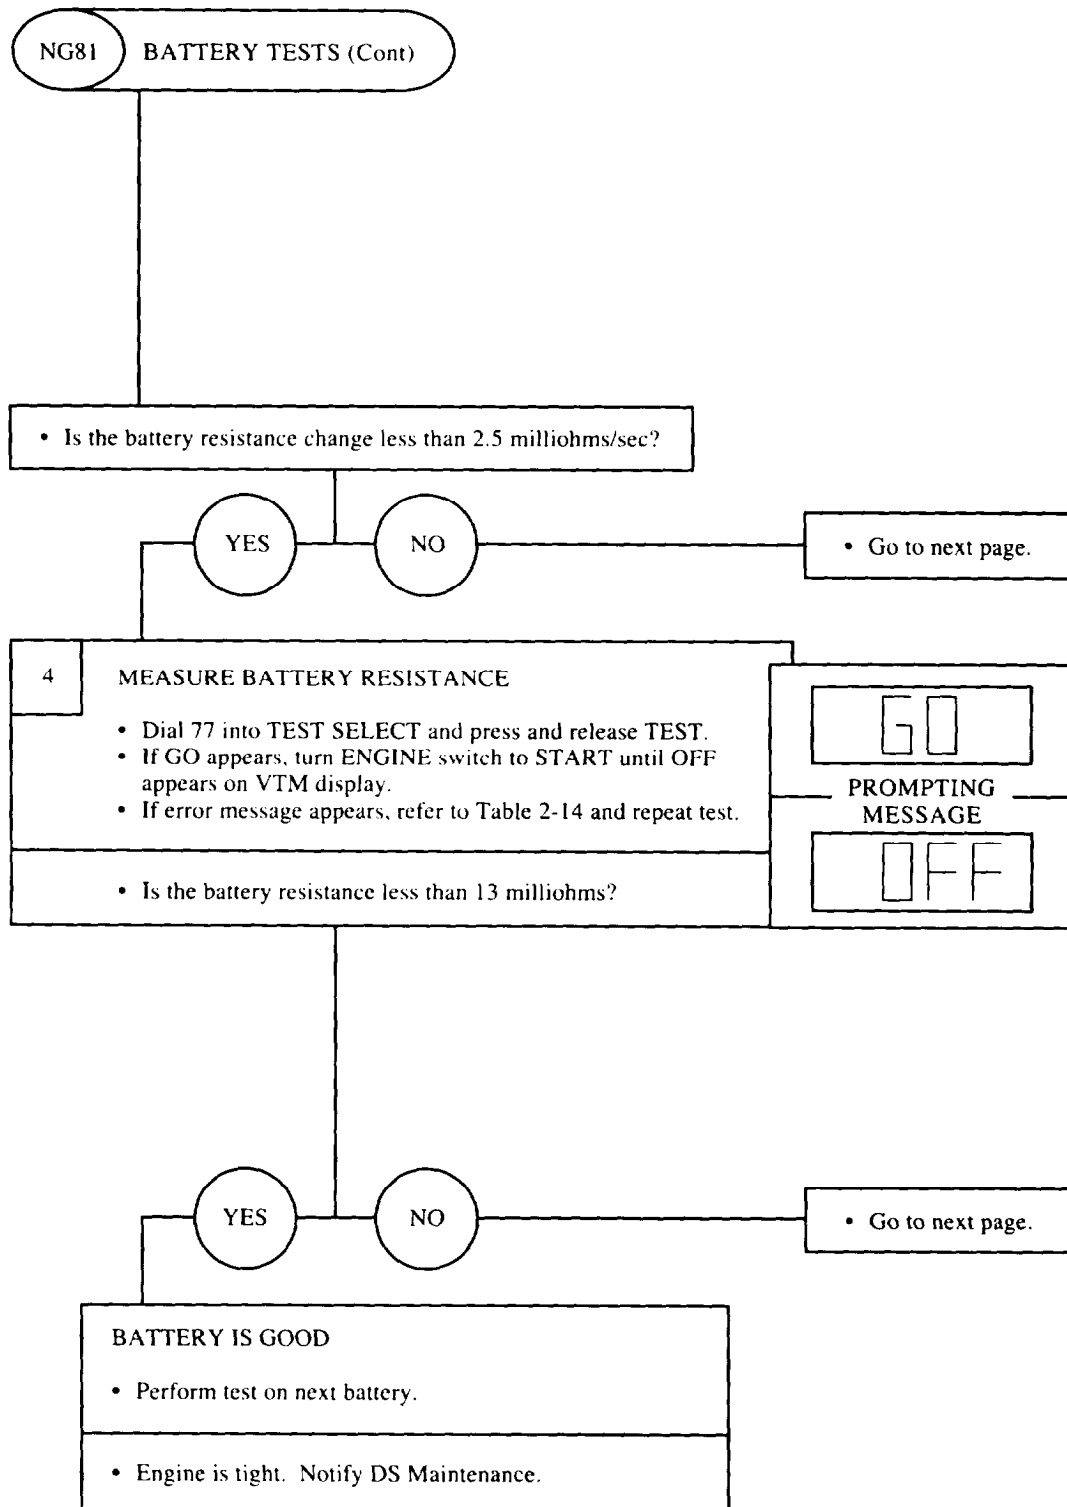 NG81 BATTERY TESTS (Cont)
• Is the battery resistance change less than 2.5 milliohms/sec?
YES
NO
• Go to next page.
4
MEASURE BATTERY RESISTANCE
• Dial 77 into TEST SELECT and press and release TEST.
• If GO appears, turn ENGINE switch to START until OFF
appears on VTM display.
• If error message appears, refer to Table 2-14 and repeat test.
• Is the battery resistance less than 13 milliohms?
GO
PROMPTING
MESSAGE
OFF
YES
NO
• Go to next page.
BATTERY IS GOOD
• Perform test on next battery.
• Engine is tight. Notify DS Maintenance.